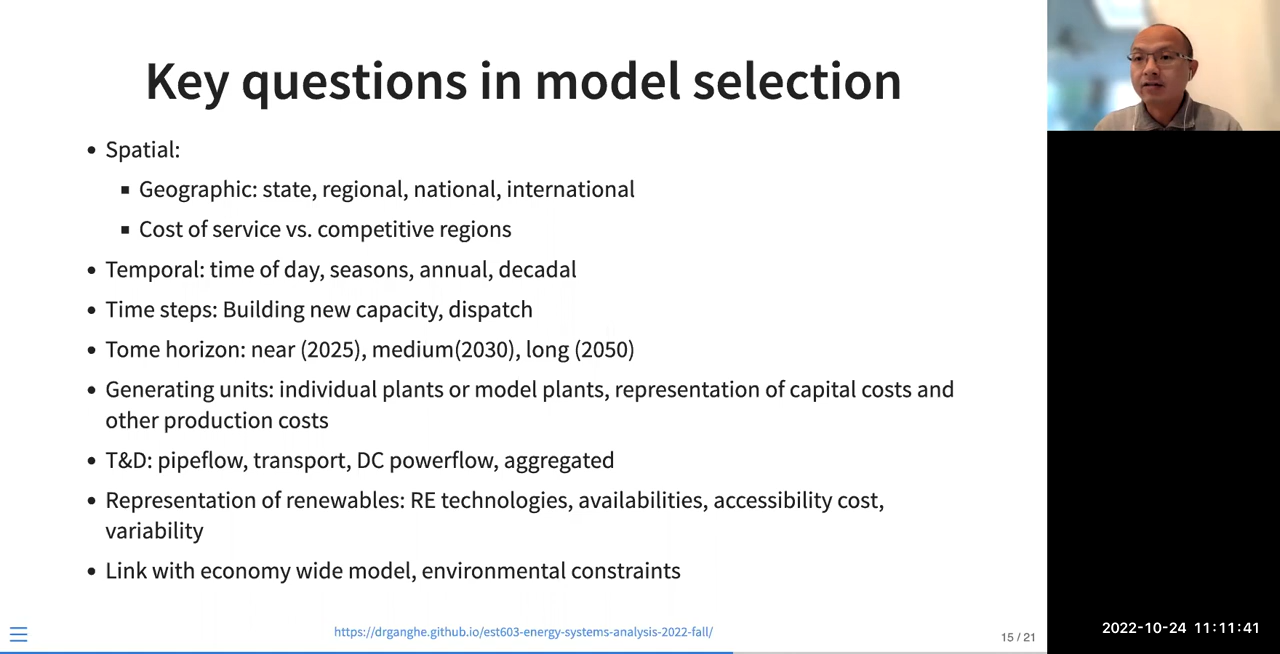 Key questions in model selection
• Spatial:
▪ Geographic: state, regional, national, international
▪ Cost of service vs. competitive regions
• Temporal: time of day, seasons, annual, decadal
• Time steps: Building new capacity, dispatch
• Tome horizon: near (2025), medium(2030), long (2050)
• Generating units: individual plants or model plants, representation of capital costs and
other production costs
• T&D: pipeflow, transport, DC powerflow, aggregated
• Representation of renewables: RE technologies, availabilities, accessibility cost,
variability
• Link with economy wide model, environmental constraints
https://drganghe.github.io/est603-energy-systems-analysis-2022-fall/
15 / 21
2022-10-24 11:11:41